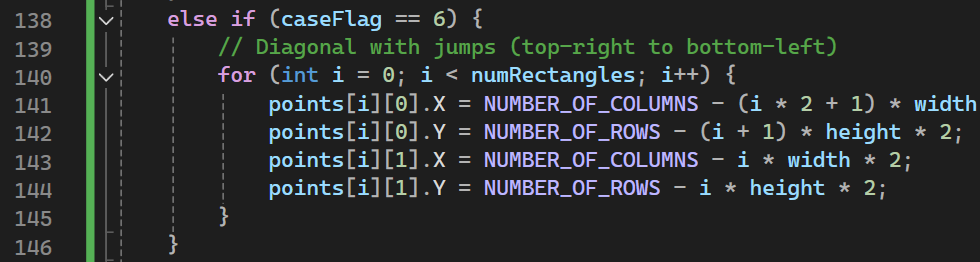 138 else if (caseFlag == 6) {
139 // Diagonal with jumps (top-right to bottom-left)
140 for (int i = 0; i < numRectangles; i++) {
141 points[i][0].X = NUMBER_OF_COLUMNS - (i * 2 + 1) * width
142 points[i][0].Y = NUMBER_OF_ROWS - (i + 1) * height * 2;
143 points[i][1].X = NUMBER_OF_COLUMNS - i * width * 2;
144 points[i][1].Y = NUMBER_OF_ROWS - i * height * 2;
145 }
146 }